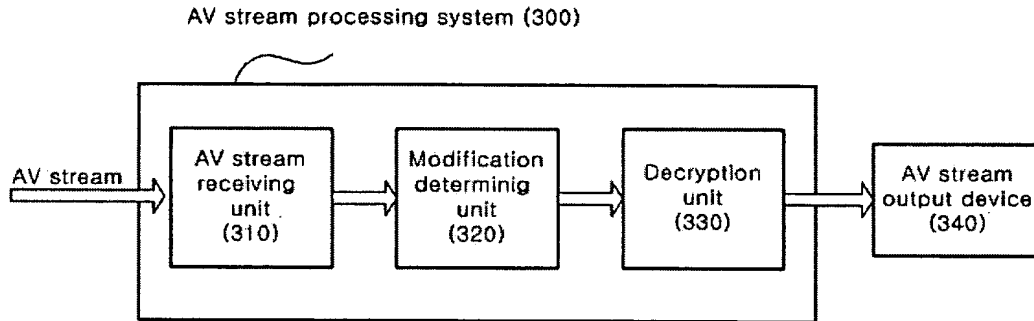 AV stream processing system (300)
AV stream
AV stream
receiving
unit
(310)
Modification
determinig
unit
(320)
Decryption
unit
(330)
AV stream
output device
(340)